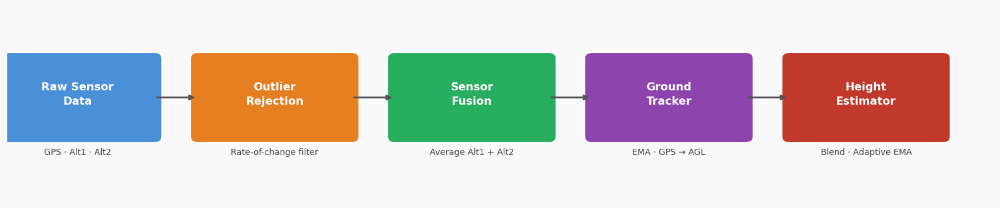 Raw Sensor
Data
Outlier
Rejection
Sensor
Fusion
Ground
Tracker
Height
Estimator
GPS · Alt1 · Alt2
Rate-of-change filter
Average Alt1 + Alt2
EMA · GPS → AGL
Blend · Adaptive EMA